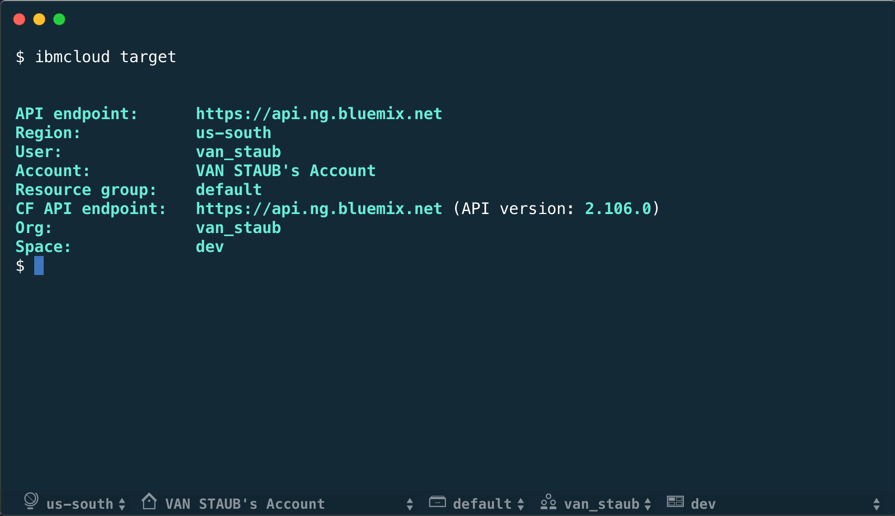 $ ibmcloud target
API endpoint: https://api.ng.bluemix.net
Region: us-south
User: van_staub
Account: VAN STAUB's Account
Resource group: default
CF API endpoint: https://api.ng.bluemix.net (API version: 2.106.0)
Org: van_staub
Space: dev
$
us-south VAN STAUB's Account default van_staub dev